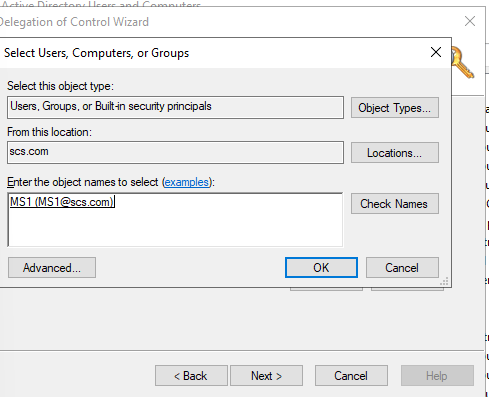 Active Directory Users and Computers
Delegation of Control Wizard
Select Users, Computers, or Groups
Select this object type:
Users, Groups, or Built-in security principals
Object Types...
From this location:
scs.com
Locations...
Enter the object names to select (examples):
MS1 (MS1@scs.com)
Check Names
Advanced...
OK
Cancel
< Back
Next >
Cancel
Help